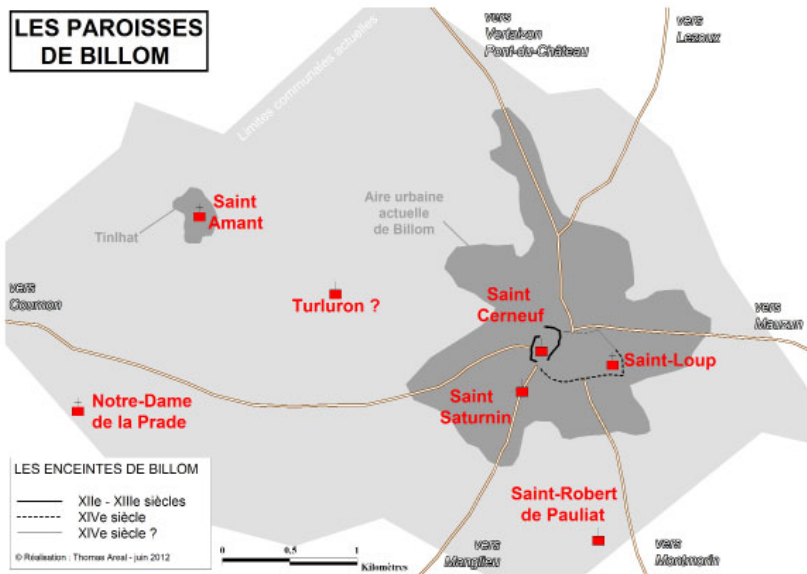 LES PAROISSES
DE BILLOM
Limites communales actuelles
vers
Vertaison
Pont-du-Château
vers
Lezoux
Saint
Amant
Tinlhat
Aire urbaine
actuelle
de Billom
vers
Cournon
Turluron ?
Saint
Cerneuf
vers
Mauzun
Saint-Loup
Notre-Dame
de la Prade
Saint
Saturnin
LES ENCEINTES DE BILLOM
XIIe - XIIIe siècles
XIVe siècle
XIVe siècle ?
© Réalisation : Thomas Areal - juin 2012
0 0,5 1
Kilomètres
Saint-Robert
de Pauliat
vers
Manglieu
vers
Montmorin